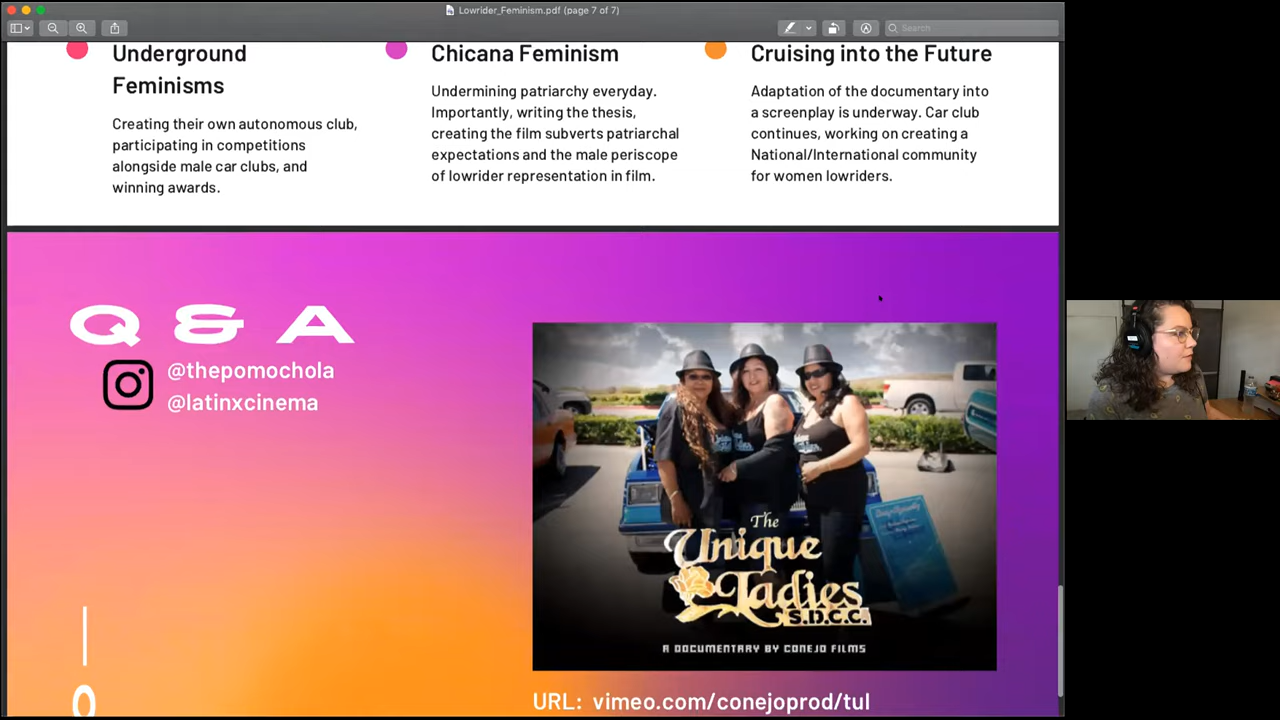 Lowrider_Feminism.pdf (page 7 of 7)
Search
Underground
Feminisms
Creating their own autonomous club,
participating in competitions
alongside male car clubs, and
winning awards.
Chicana Feminism
Undermining patriarchy everyday.
Importantly, writing the thesis,
creating the film subverts patriarchal
expectations and the male periscope
of lowrider representation in film.
Cruising into the Future
Adaptation of the documentary into
a screenplay is underway. Car club
continues, working on creating a
National/International community
for women lowriders.
Q & A
@thepomochola
@latinxcinema
The
Unique
Ladies
S.D.C.C.
A DOCUMENTARY BY CONEJO FILMS
URL: vimeo.com/conejoprod/tul